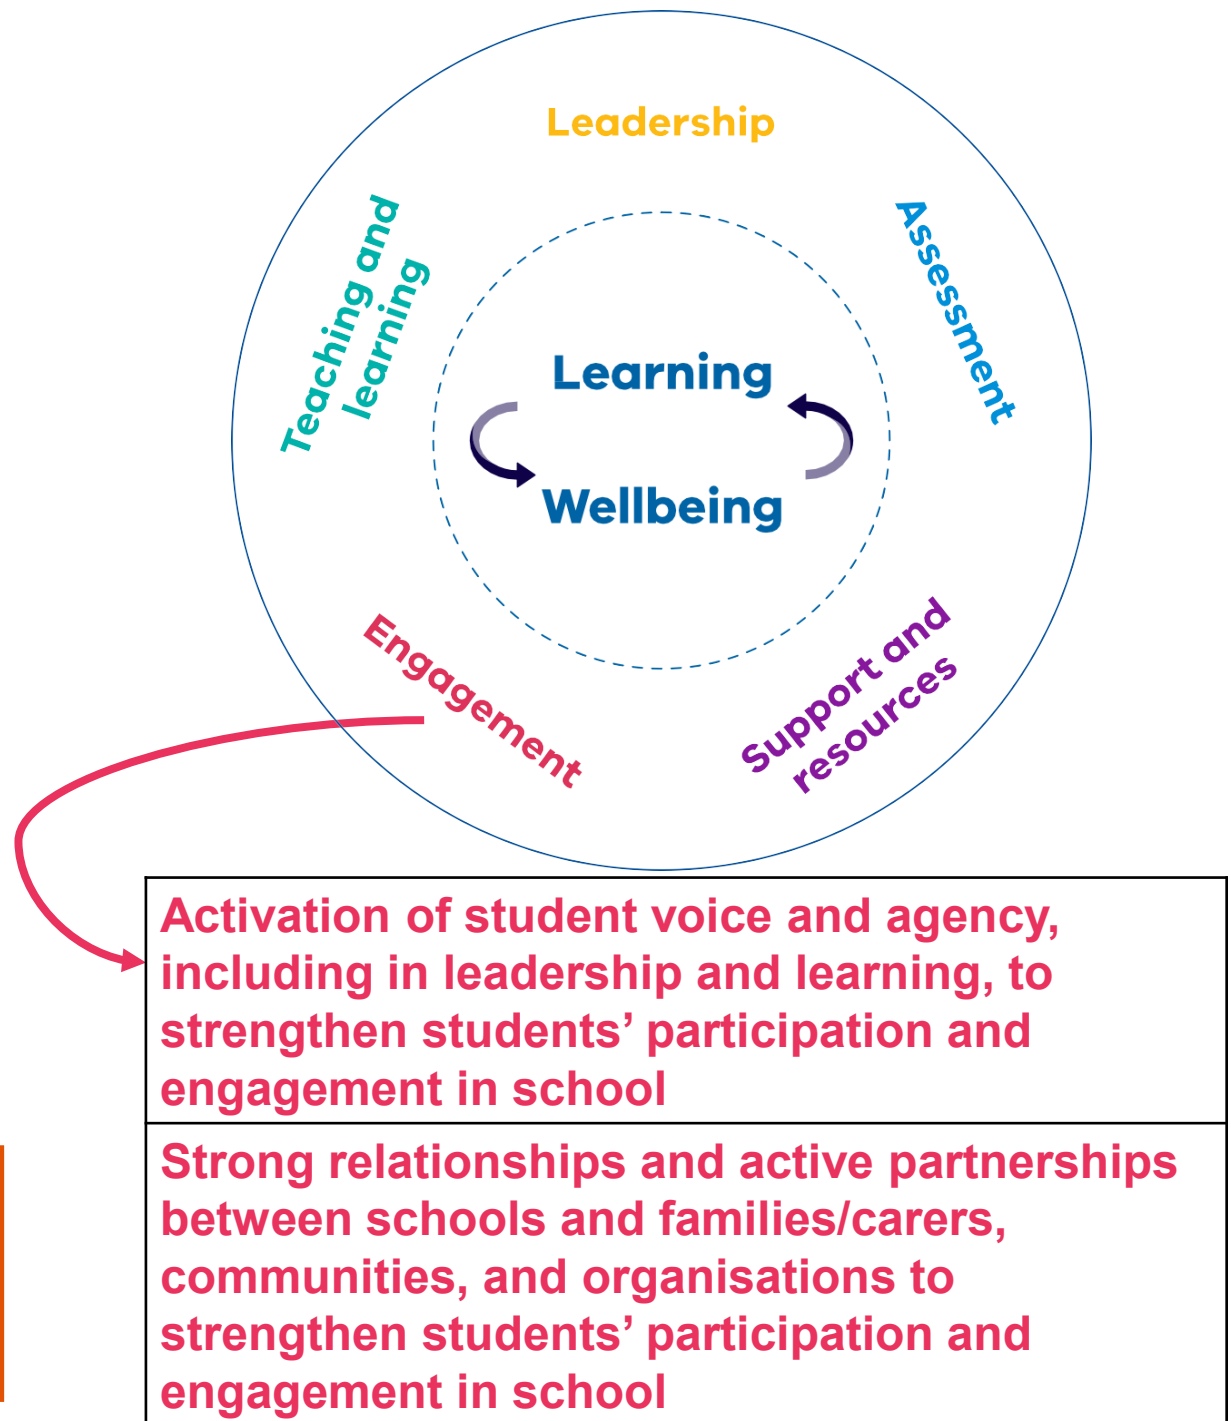 Leadership
Teaching and
learning
Assessment
Learning
Wellbeing
Engagement
Support and
resources
Activation of student voice and agency,
including in leadership and learning, to
strengthen students’ participation and
engagement in school
Strong relationships and active partnerships
between schools and families/carers,
communities, and organisations to
strengthen students’ participation and
engagement in school